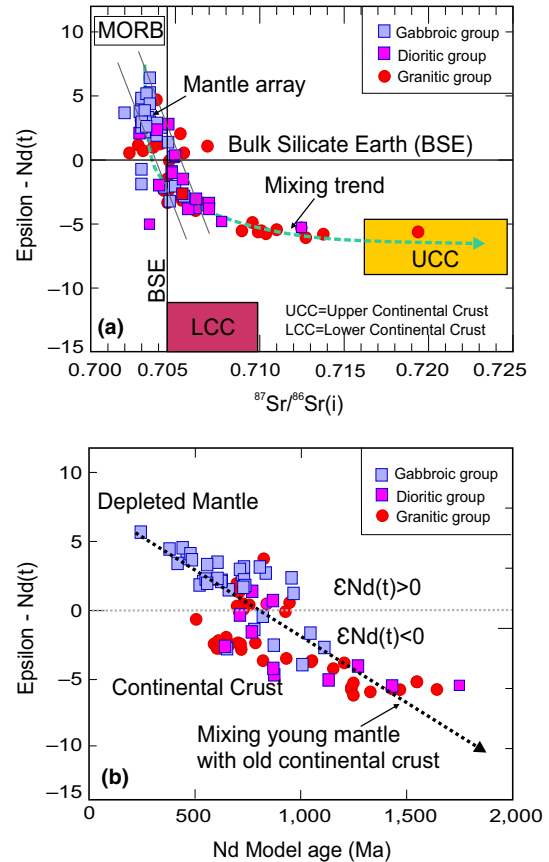 10
MORB
Gabbroic group
Dioritic group
Granitic group
Mantle array
5
Bulk Silicate Earth (BSE)
0
Mixing trend
Epsilon - Nd(t)
−5
UCC
BSE
−10
UCC=Upper Continental Crust
LCC=Lower Continental Crust
(a)
LCC
−15
0.700
0.705
0.710
0.715
0.720
0.725
87Sr/86Sr(i)
10
Gabbroic group
Dioritic group
Granitic group
Depleted Mantle
5
ƐNd(t)>0
0
ƐNd(t)<0
Epsilon - Nd(t)
Continental Crust
−5
Mixing young mantle
with old continental crust
−10
(b)
−15
0
500
1,000
1,500
2,000
Nd Model age (Ma)